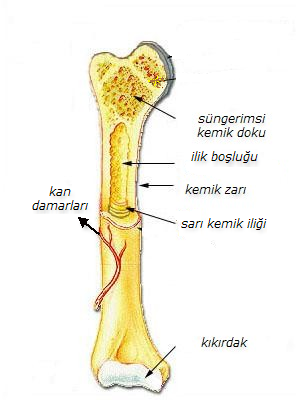 süngerimsi
kemik doku
ilik boşluğu
kan
damarları
kemik zarı
sarı kemik iliği
kıkırdak